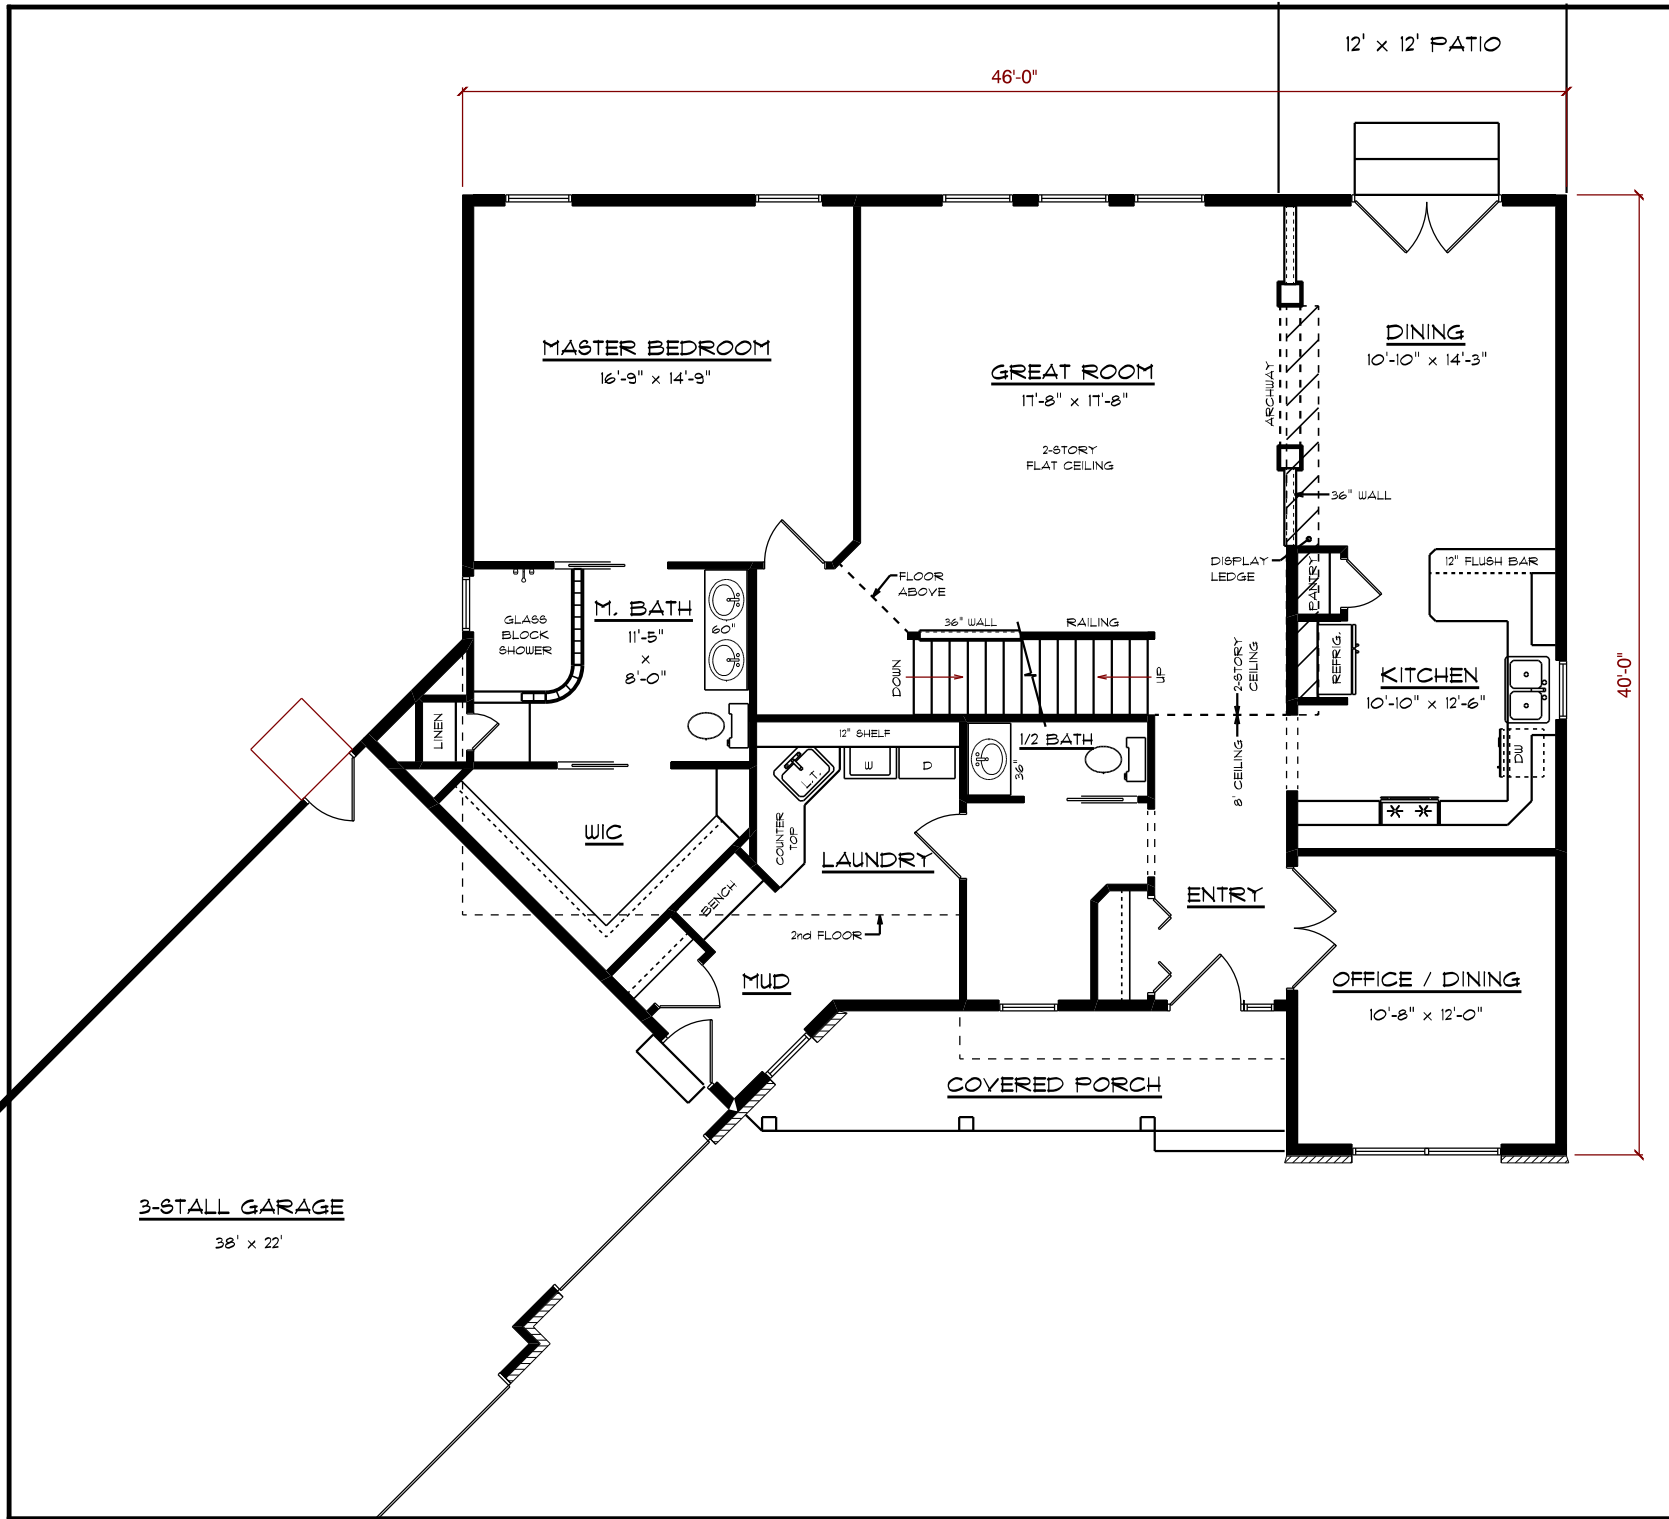 12' x 12' PATIO
46'-0"
MASTER BEDROOM
16'-9" x 14'-9"
GREAT ROOM
17'-8" x 17'-8"
2-STORY
FLAT CEILING
ARCHWAY
DINING
10'-10" x 14'-3"
36" WALL
DISPLAY
LEDGE
PANTRY
12" FLUSH BAR
FLOOR
ABOVE
GLASS
BLOCK
SHOWER
M. BATH
11'-5"
x
8'-0"
60"
36" WALL
RAILING
DOWN
UP
2-STORY
CEILING
8' CEILING
REFRIG.
KITCHEN
10'-10" x 12'-6"
40'-0"
DW
LINEN
12" SHELF
W
D
L.T.
1/2 BATH
36"
COUNTER
TOP
WIC
LAUNDRY
BENCH
ENTRY
2nd FLOOR
MUD
OFFICE / DINING
10'-8" x 12'-0"
COVERED PORCH
3-STALL GARAGE
38' x 22'